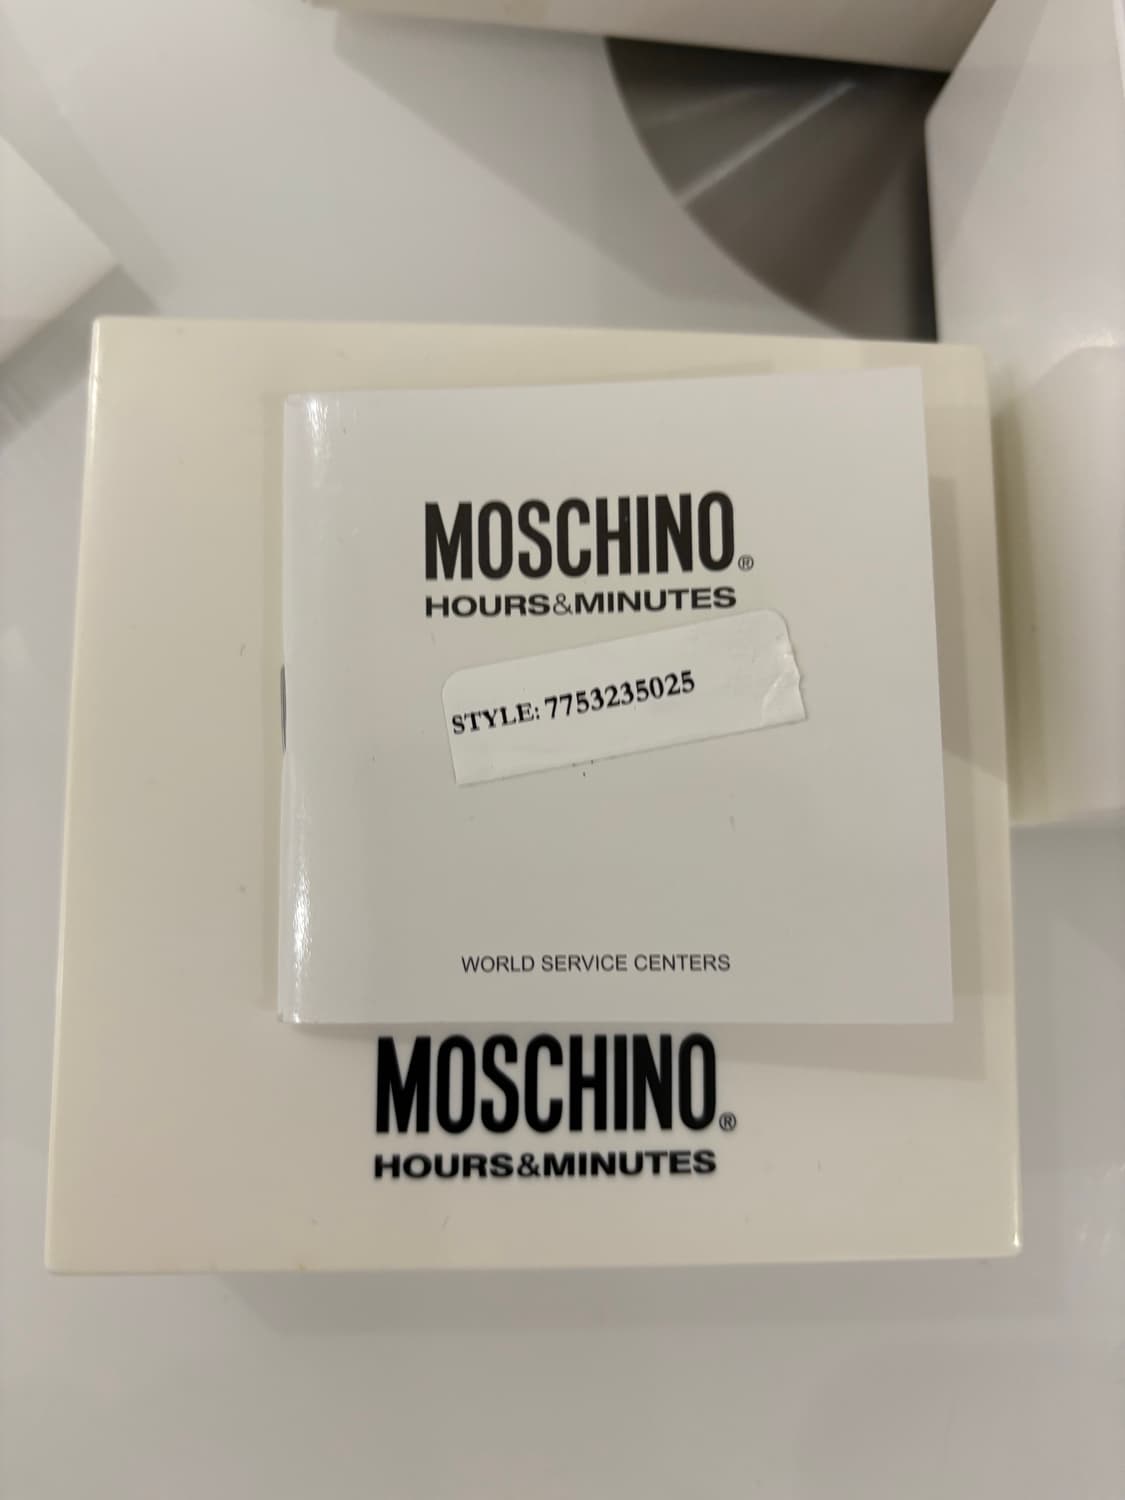 MOSCHINO®
HOURS&MINUTES
STYLE: 7753235025
WORLD SERVICE CENTERS
MOSCHINO®
HOURS&MINUTES